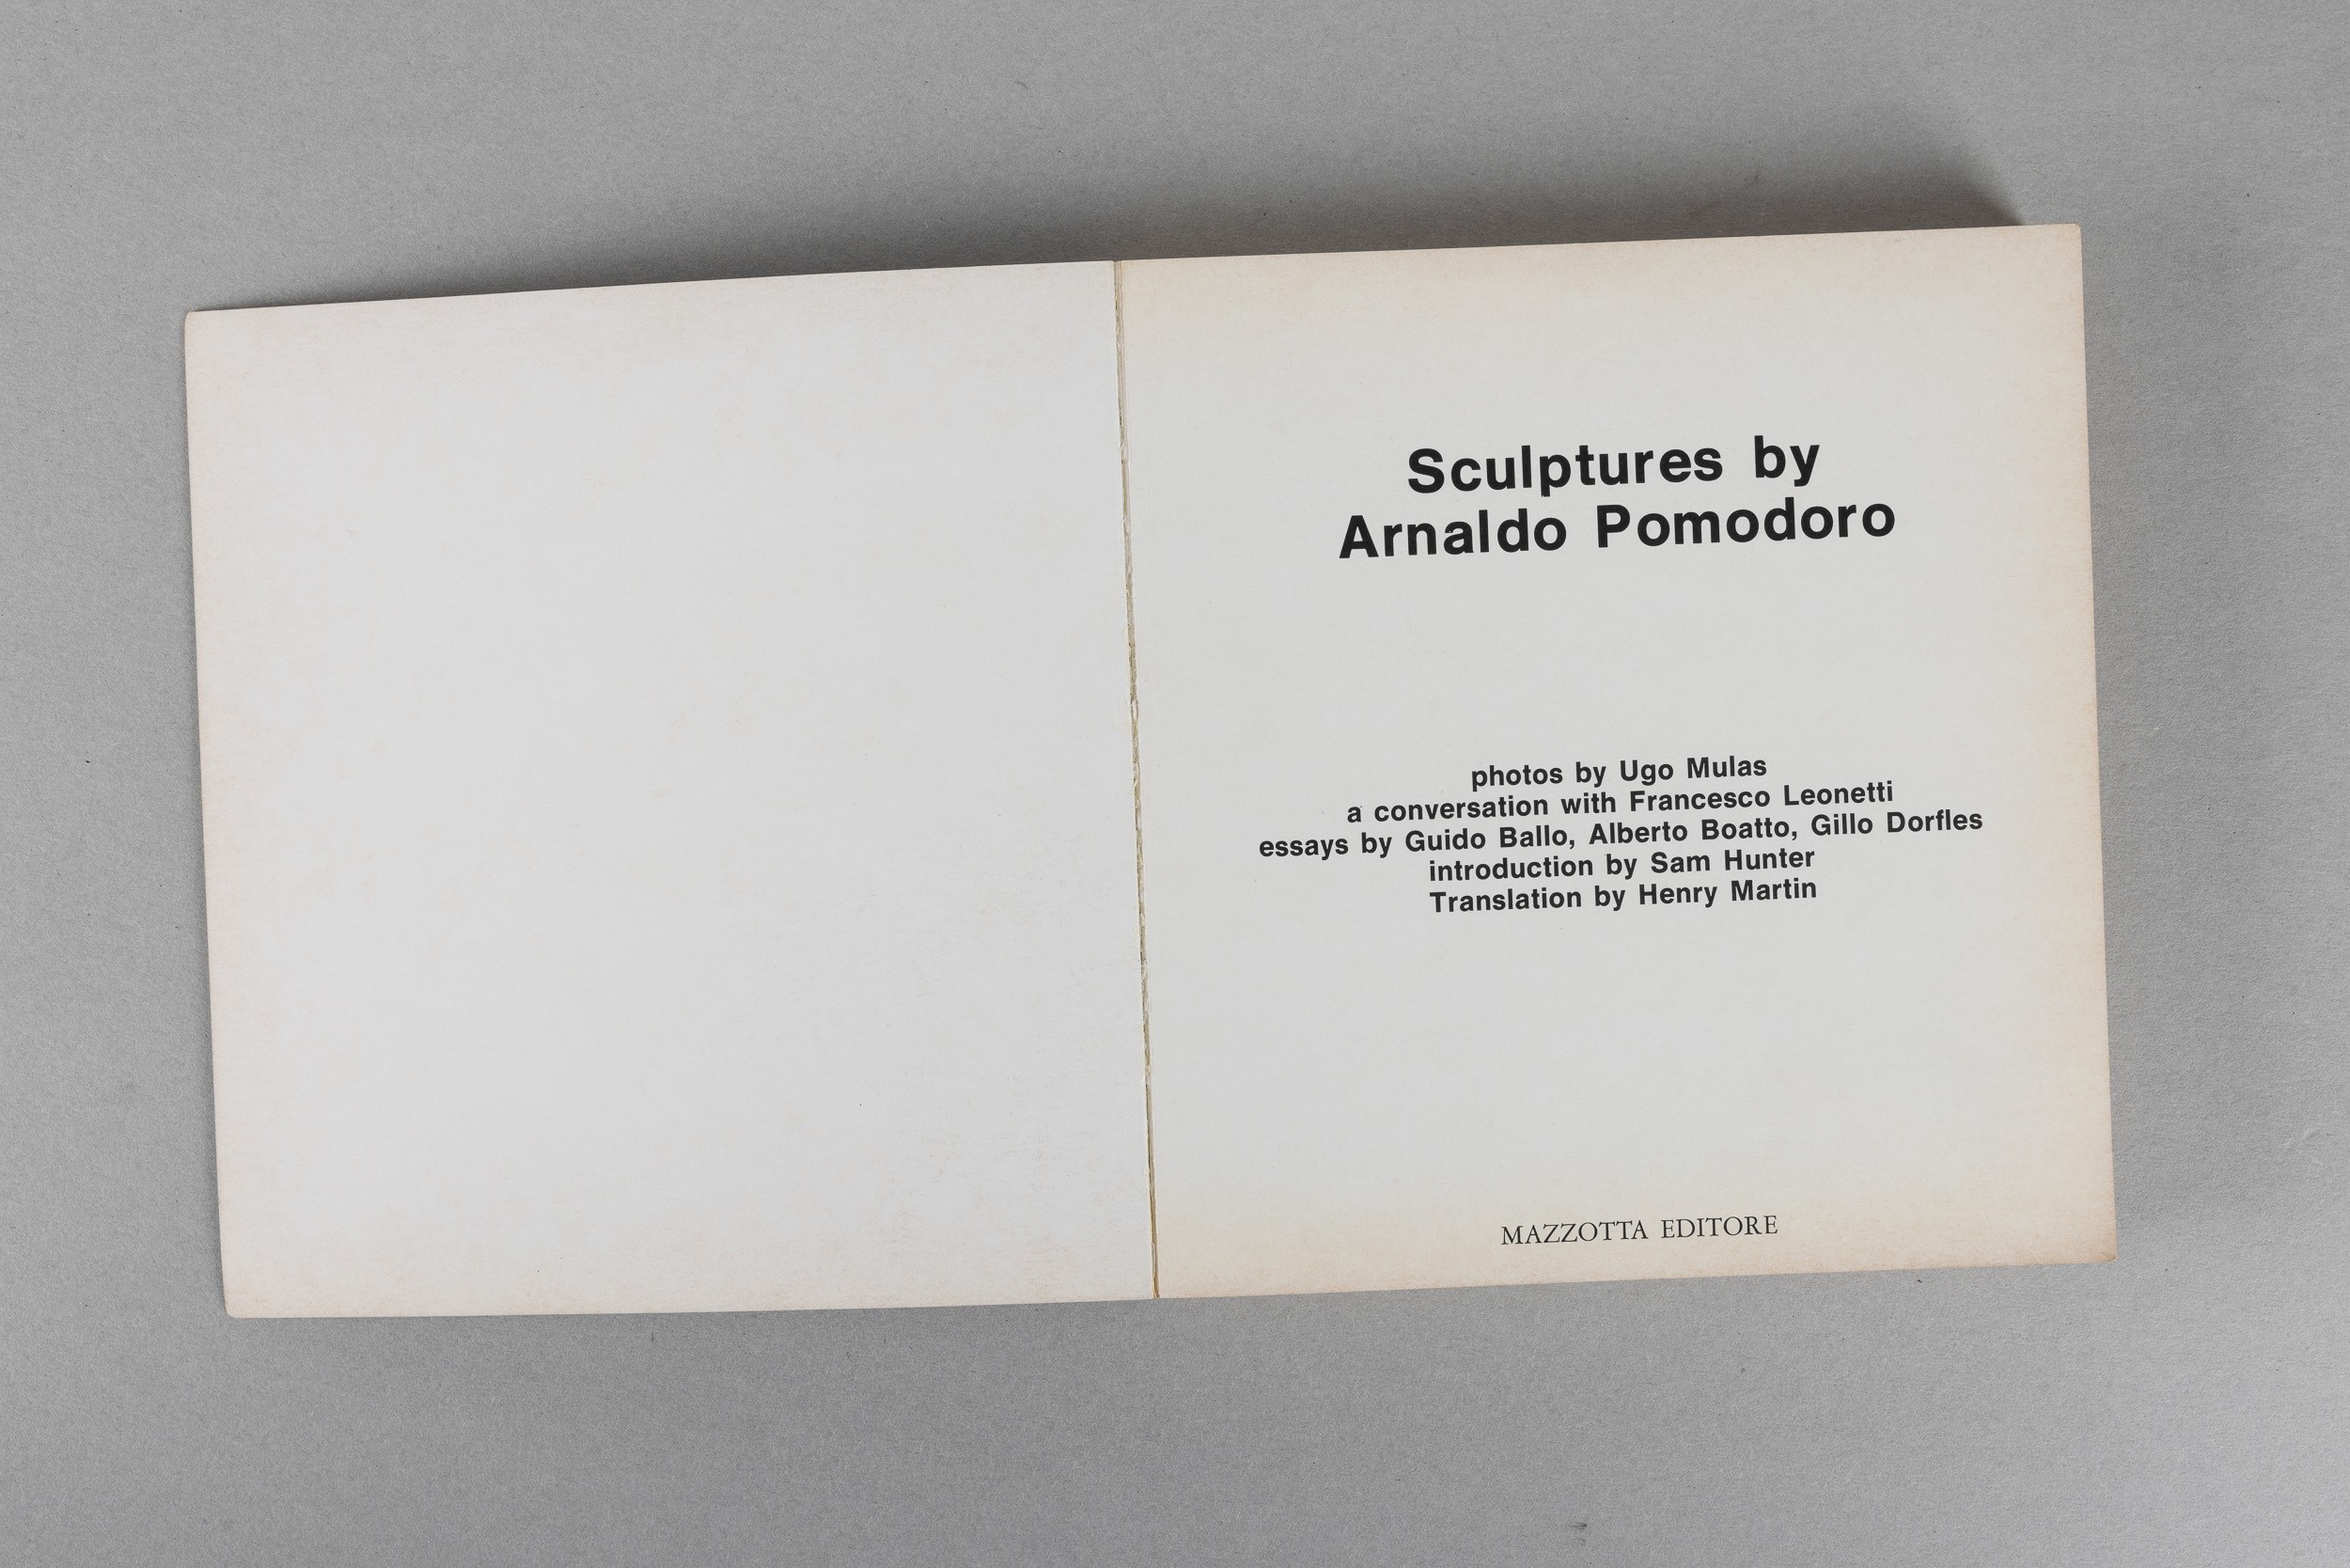 Sculptures by
Arnaldo Pomodoro
photos by Ugo Mulas
a conversation with Francesco Leonetti
essays by Guido Ballo, Alberto Boatto, Gillo Dorfles
introduction by Sam Hunter
Translation by Henry Martin
MAZZOTTA EDITORE